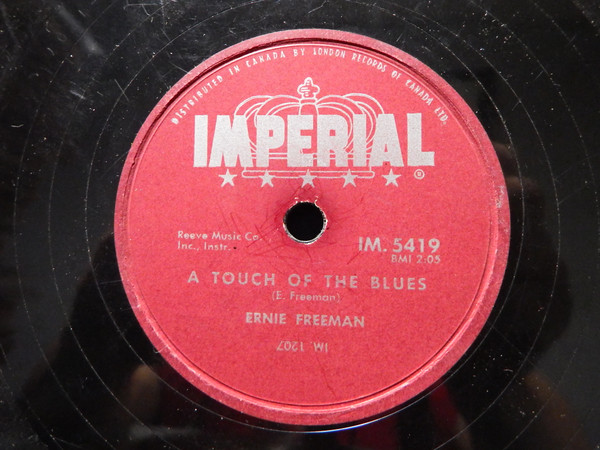 DISTRIBUTED IN CANADA BY LONDON RECORDS OF CANADA LTD.
IMPERIAL
®
Reeve Music Co.
Inc., Instr.
IM. 5419
BMI 2:05
A TOUCH OF THE BLUES
(E. Freeman)
ERNIE FREEMAN
IM. 1207